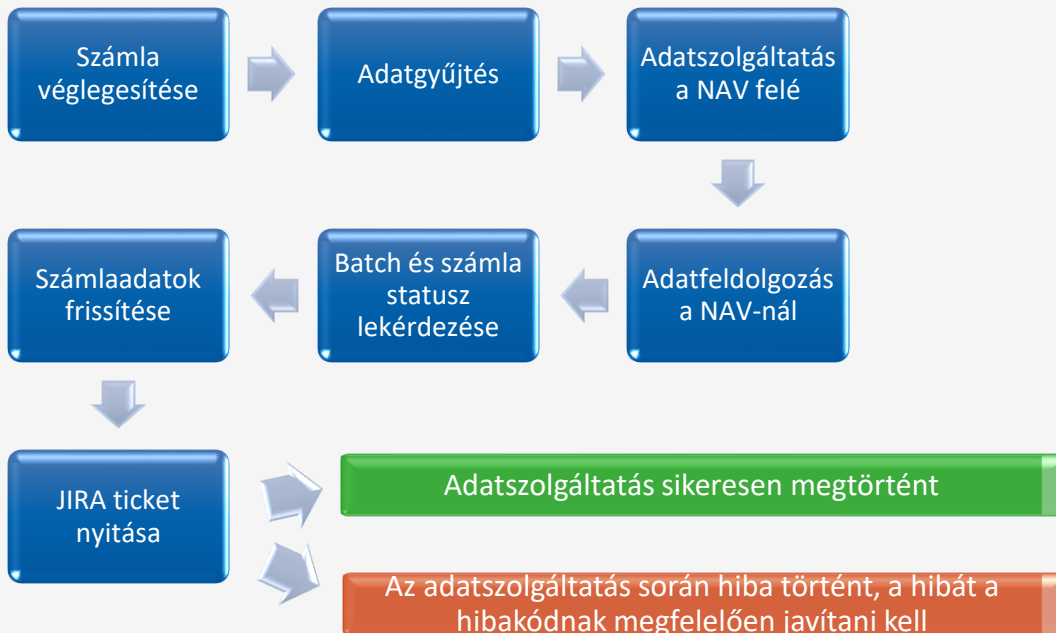 Számla
véglegesítése
Adatgyűjtés
Adatszolgáltatás
a NAV felé
Adatfeldolgozás
a NAV-nál
Batch és számla
statusz
lekérdezése
Számlaadatok
frissítése
JIRA ticket
nyitása
Adatszolgáltatás sikeresen megtörtént
Az adatszolgáltatás során hiba történt, a hibát a
hibakódnak megfelelően javítani kell